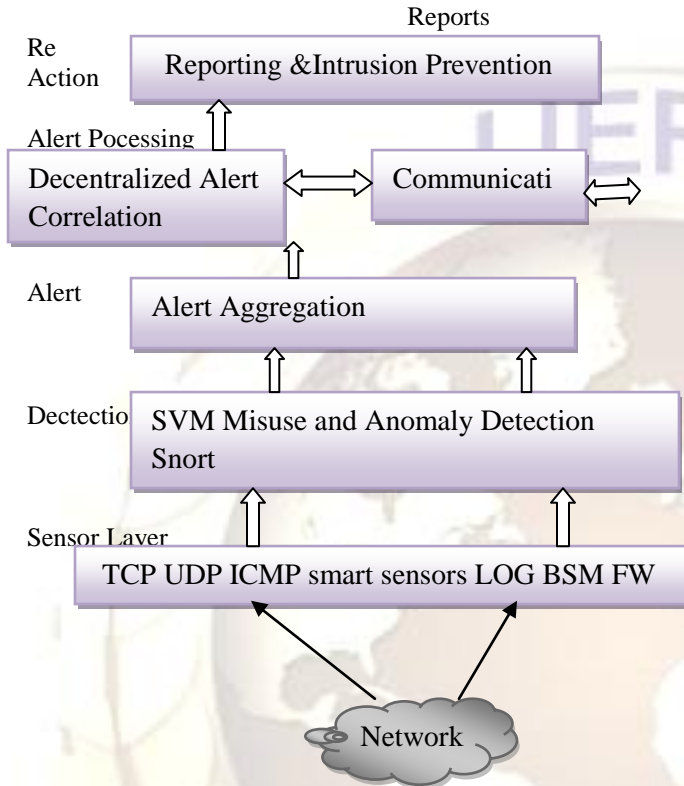 Reports
Re
Action
Reporting &Intrusion Prevention
Alert Pocessing
Decentralized Alert
Correlation
Communicati
Alert
Alert Aggregation
Dectectio
SVM Misuse and Anomaly Detection
Snort
Sensor Layer
TCP UDP ICMP smart sensors LOG BSM FW
Network